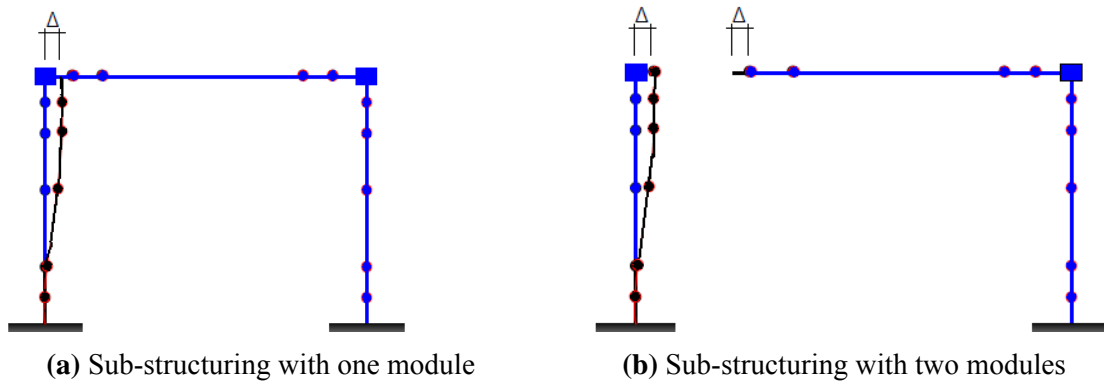 Δ
Δ
Δ
(a) Sub-structuring with one module
(b) Sub-structuring with two modules